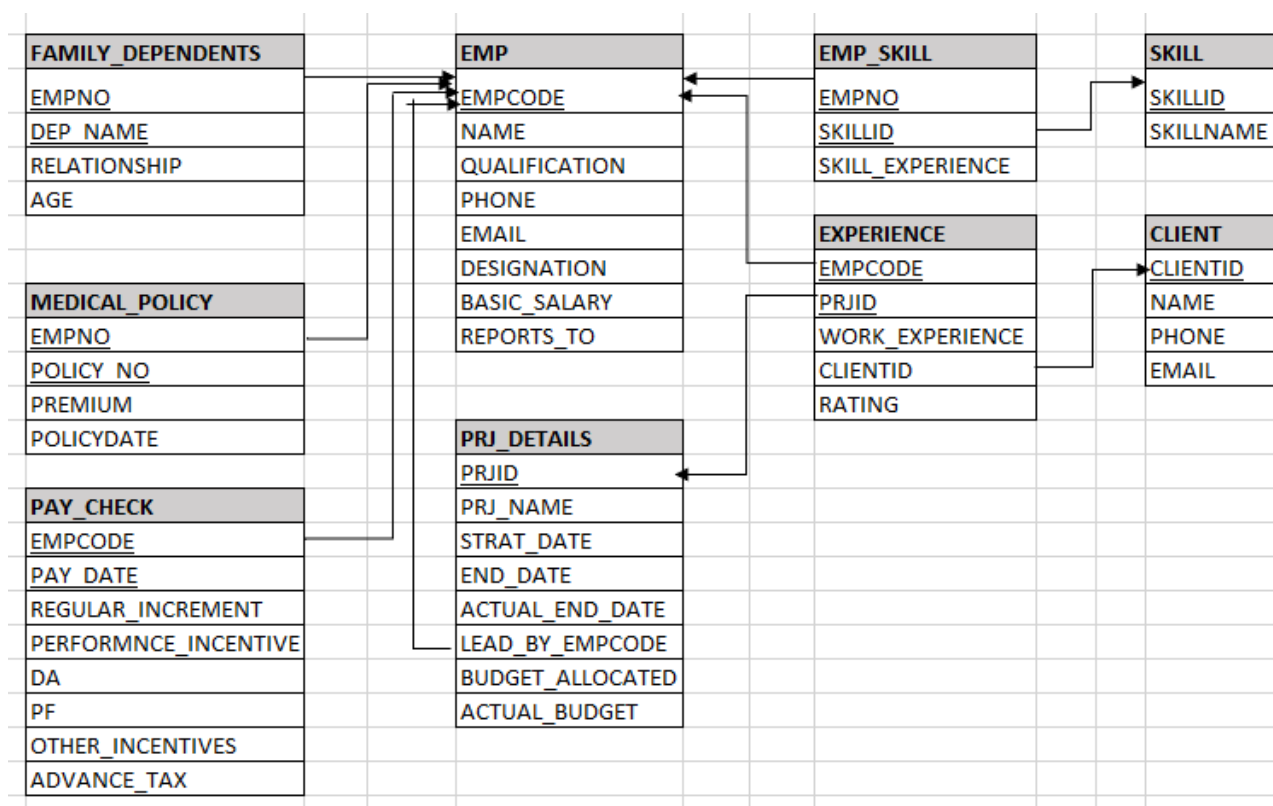 FAMILY_DEPENDENTS
EMPNO
DEP_NAME
RELATIONSHIP
AGE
MEDICAL_POLICY
EMPNO
POLICY_NO
PREMIUM
POLICYDATE
PAY_CHECK
EMPCODE
PAY_DATE
REGULAR_INCREMENT
PERFORMNCE_INCENTIVE
DA
PF
OTHER_INCENTIVES
ADVANCE_TAX
EMP
EMPCODE
NAME
QUALIFICATION
PHONE
EMAIL
DESIGNATION
BASIC_SALARY
REPORTS_TO
PRJ_DETAILS
PRJID
PRJ_NAME
STRAT_DATE
END_DATE
ACTUAL_END_DATE
LEAD_BY_EMPCODE
BUDGET_ALLOCATED
ACTUAL_BUDGET
EMP_SKILL
EMPNO
SKILLID
SKILL_EXPERIENCE
EXPERIENCE
EMPCODE
PRJID
WORK_EXPERIENCE
CLIENTID
RATING
SKILL
SKILLID
SKILLNAME
CLIENT
CLIENTID
NAME
PHONE
EMAIL